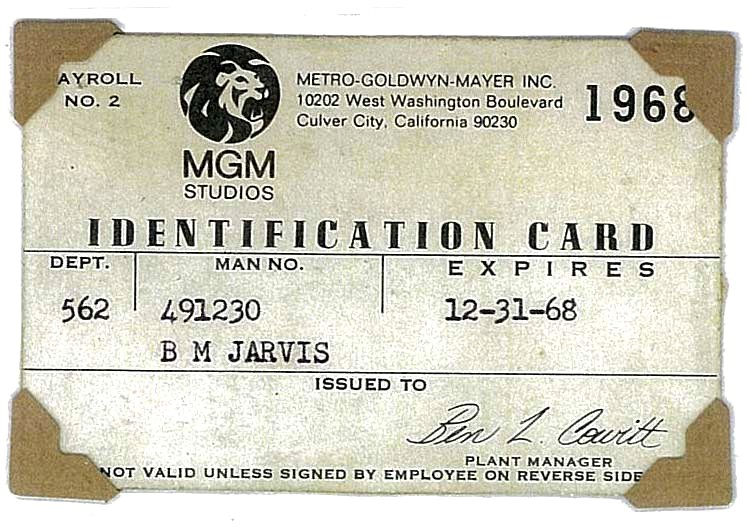 AYROLL
NO. 2
MGM
STUDIOS
METRO-GOLDWYN-MAYER INC.
10202 West Washington Boulevard
Culver City, California 90230
1968
IDENTIFICATION CARD
DEPT. MAN NO. EXPIRES
562 491230 12-31-68
B M JARVIS
ISSUED TO
Ben L. Cowitt
PLANT MANAGER
NOT VALID UNLESS SIGNED BY EMPLOYEE ON REVERSE SIDE